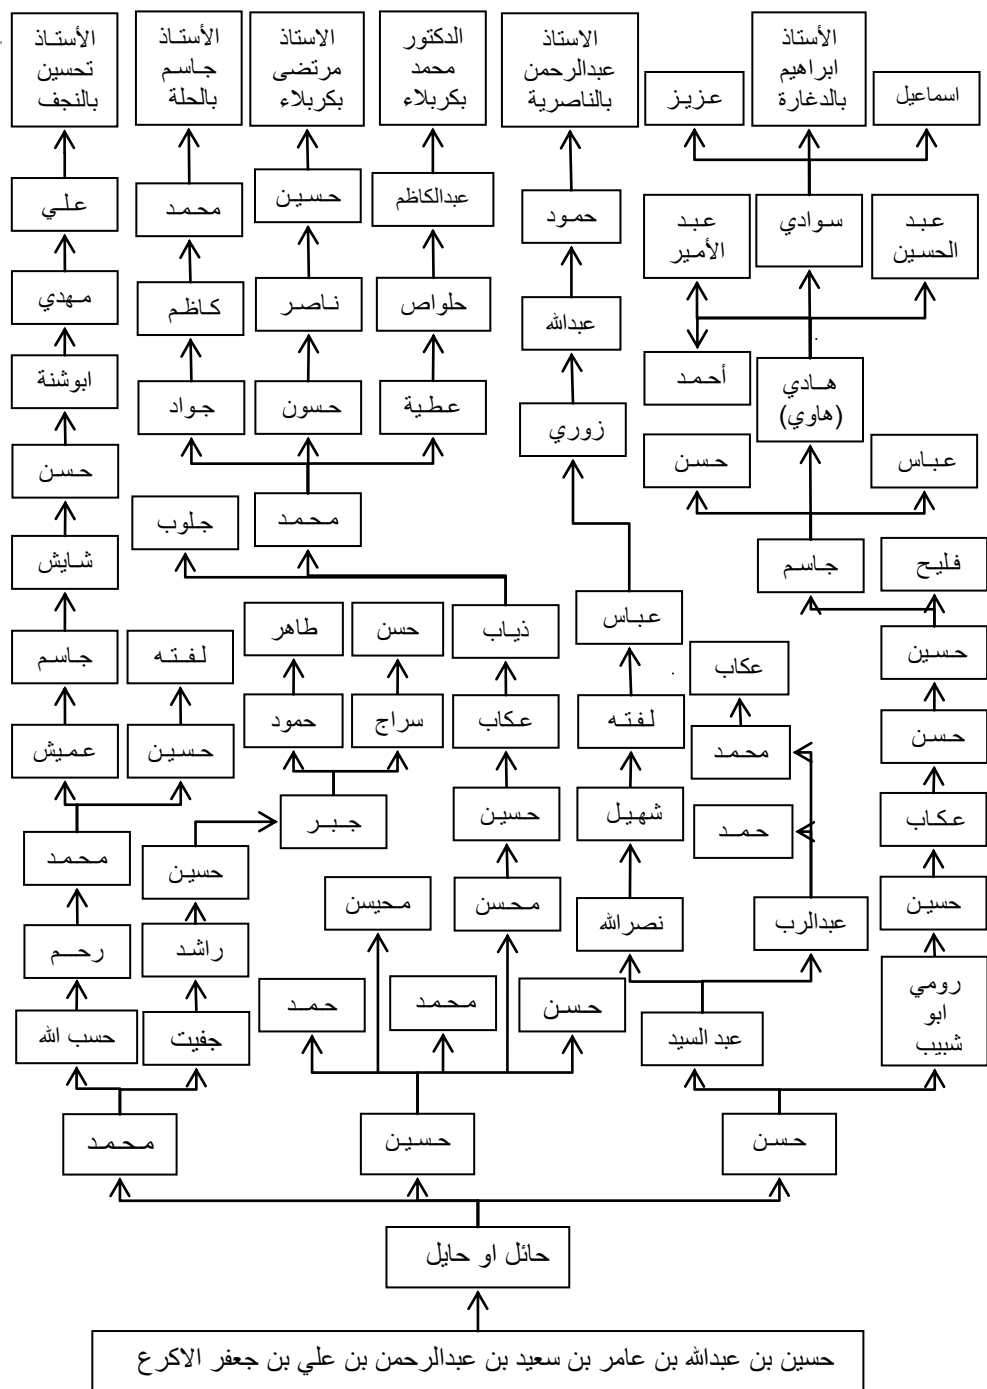 الأستاذ
ابراهيم
بالدغارة
الاستاذ
عبدالرحمن
بالناصرية
الدكتور
محمد
بكربلاء
الاستاذ
مرتضى
بكربلاء
الأستاذ
جاسم
بالحلة
الأستاذ
تحسين
بالنجف
اسماعيل
عزيز
عبد
الحسين
سوادي
عبد
الأمير
حمود
عبدالكاظم
حسين
محمد
علي
عبدالله
حلواص
ناصر
كاظم
مهدي
أحمد
هادي
(هاوي)
زوري
عطية
حسون
جواد
ابوشنة
عباس
حسن
حسن
محمد
جلوب
فليح
جاسم
شايش
عباس
ذياب
حسن
طاهر
لفته
جاسم
حسين
عكاب
حسن
لفته
عكاب
سراج
حمود
حسين
عميش
محمد
عكاب
حمد
شهيل
حسين
جبر
حسين
محمد
حسين
عبدالرب
نصرالله
محسن
محيسن
راشد
رحم
رومي
ابو
شبيب
عبد السيد
حسن
محمد
حمد
جفيت
حسب الله
حسن
حسين
محمد
حائل او حايل
حسين بن عبدالله بن عامر بن سعيد بن عبدالرحمن بن علي بن جعفر الاكرع